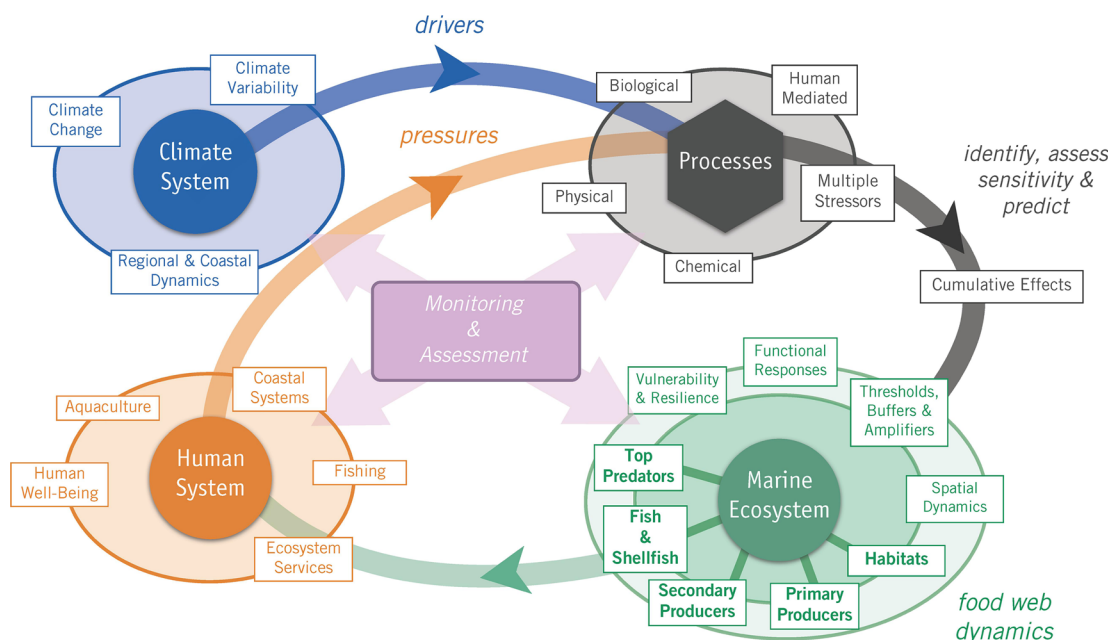 drivers
Climate
Variability
Climate
Change
Climate
System
Regional & Coastal
Dynamics
pressures
Biological
Human
Mediated
Processes
Physical
Multiple
Stressors
Chemical
identify, assess
sensitivity &
predict
Cumulative Effects
Monitoring
&
Assessment
Coastal
Systems
Aquaculture
Human
Well-Being
Human
System
Fishing
Ecosystem
Services
Functional
Responses
Vulnerability
& Resilience
Thresholds,
Buffers &
Amplifiers
Top
Predators
Marine
Ecosystem
Spatial
Dynamics
Fish
&
Shellfish
Habitats
Secondary
Producers
Primary
Producers
food web
dynamics